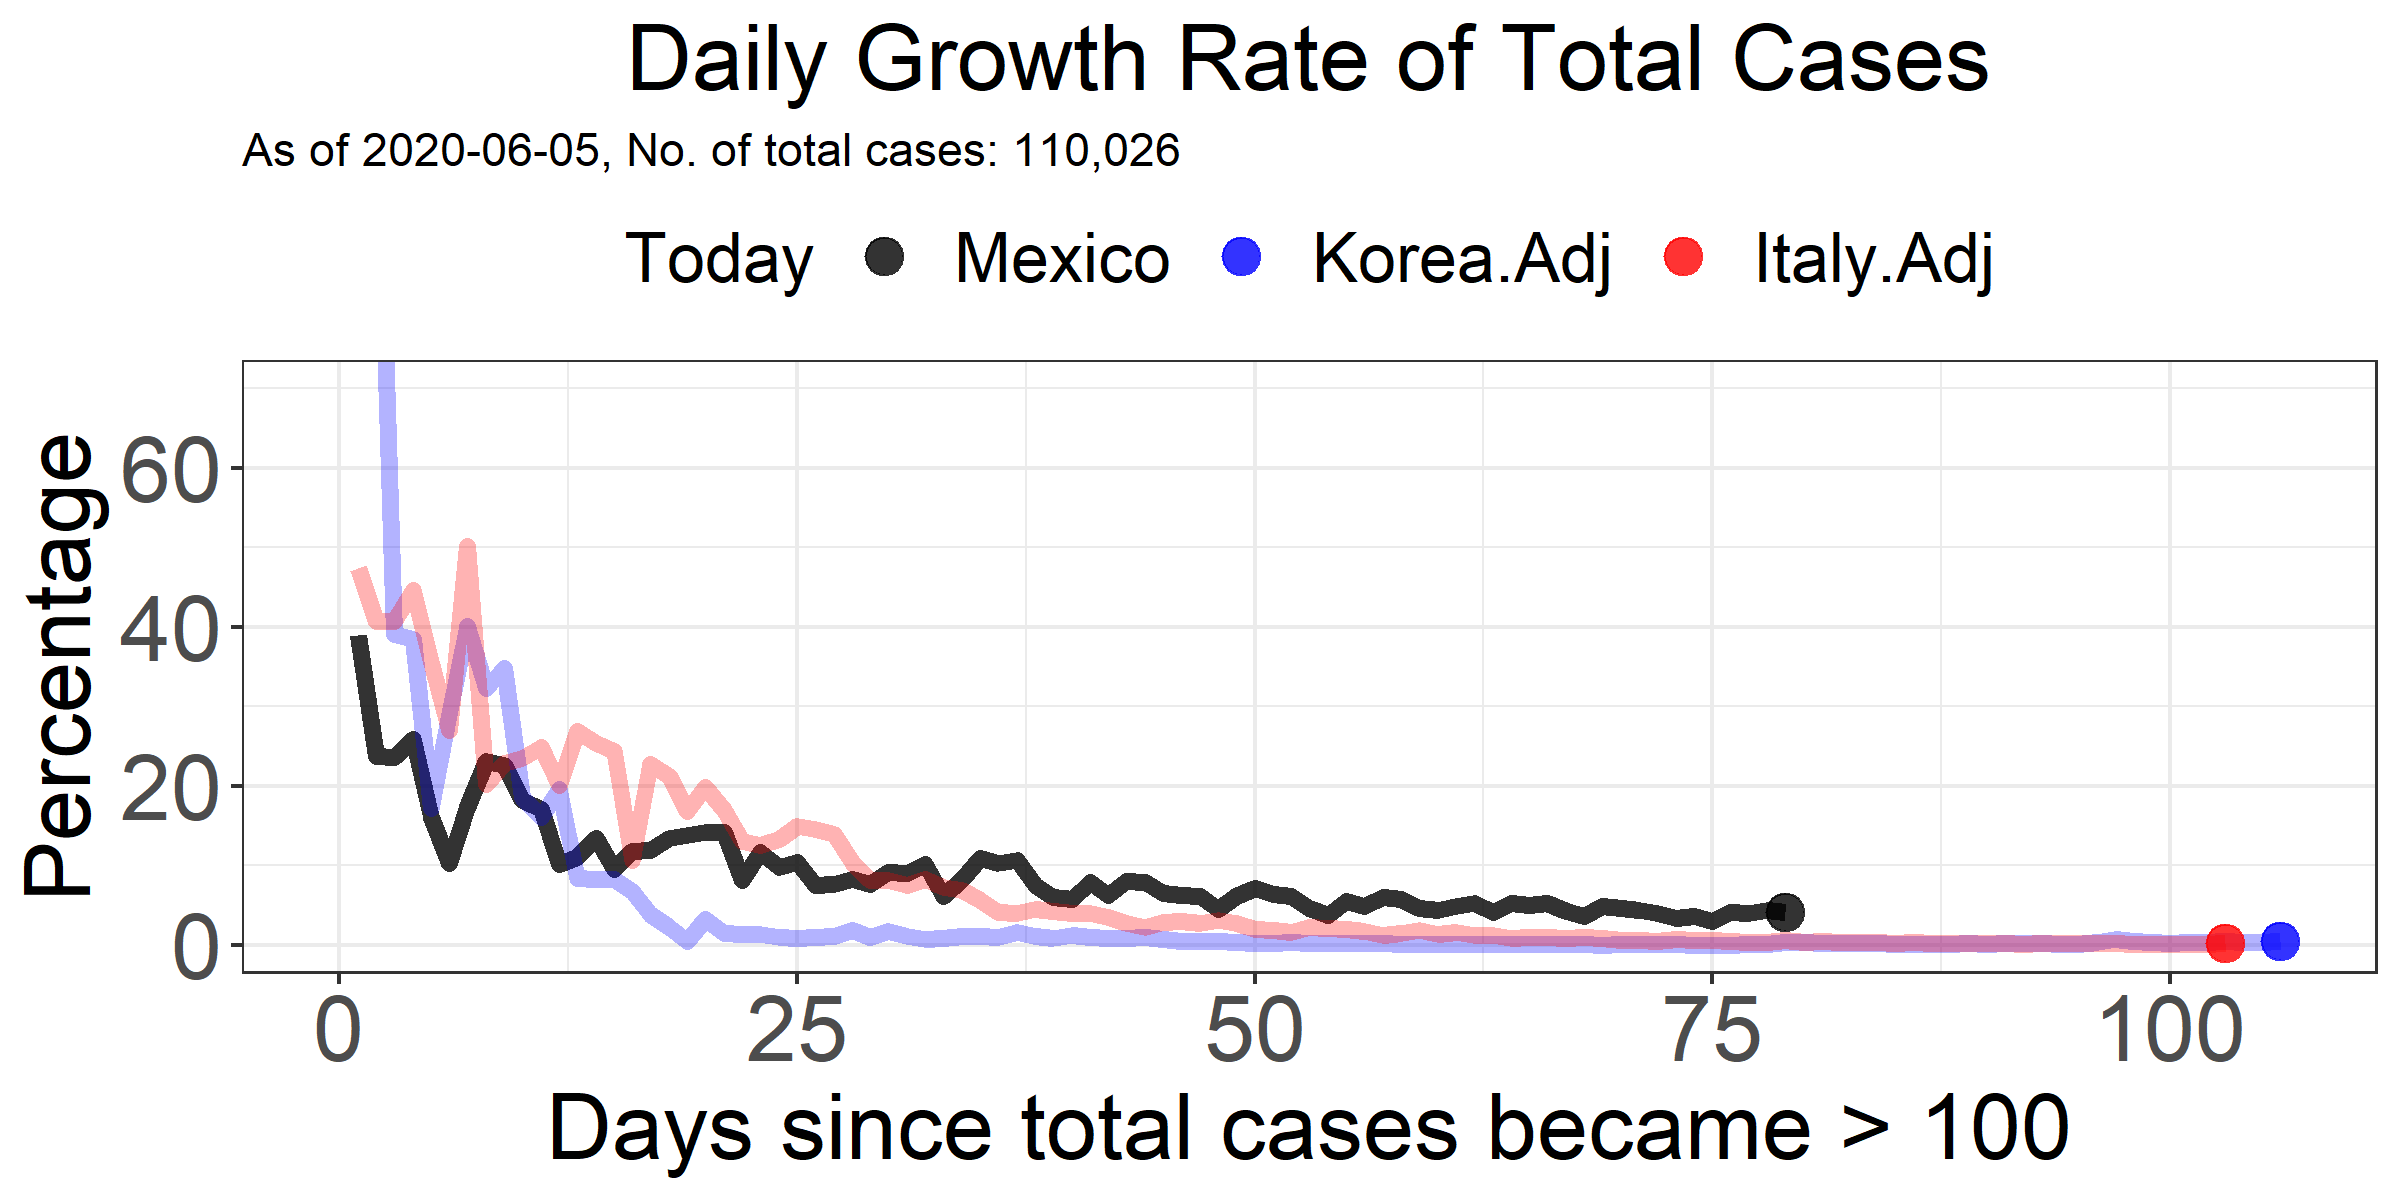 Daily Growth Rate of Total Cases
As of 2020-06-05, No. of total cases: 110,026
Today Mexico Korea.Adj Italy.Adj
Percentage
60
40
20
0
0 25 50 75 100
Days since total cases became > 100